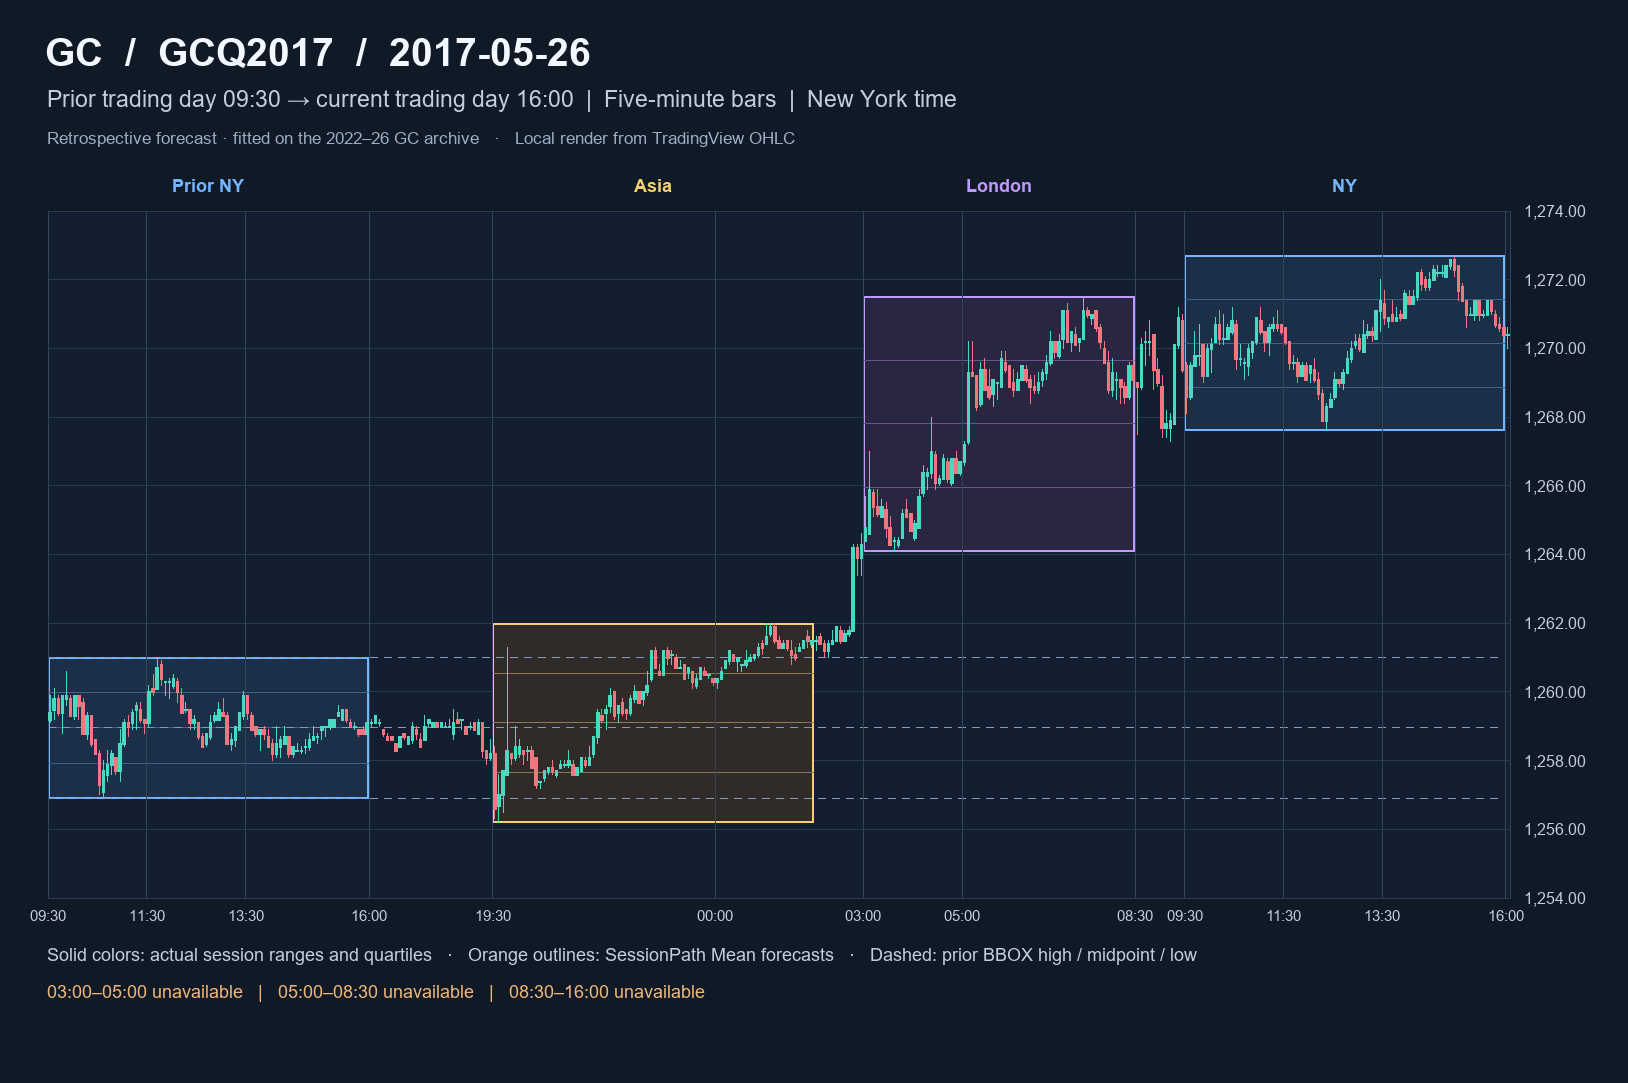 GC / GCQ2017 / 2017-05-26
Prior trading day 09:30 → current trading day 16:00 | Five-minute bars | New York time
Retrospective forecast · fitted on the 2022–26 GC archive · Local render from TradingView OHLC
Prior NY Asia London NY
1,274.00
1,272.00
1,270.00
1,268.00
1,266.00
1,264.00
1,262.00
1,260.00
1,258.00
1,256.00
1,254.00
09:30 11:30 13:30 16:00 19:30 00:00 03:00 05:00 08:30 09:30 11:30 13:30 16:00
Solid colors: actual session ranges and quartiles · Orange outlines: SessionPath Mean forecasts · Dashed: prior BBOX high / midpoint / low
03:00–05:00 unavailable | 05:00–08:30 unavailable | 08:30–16:00 unavailable